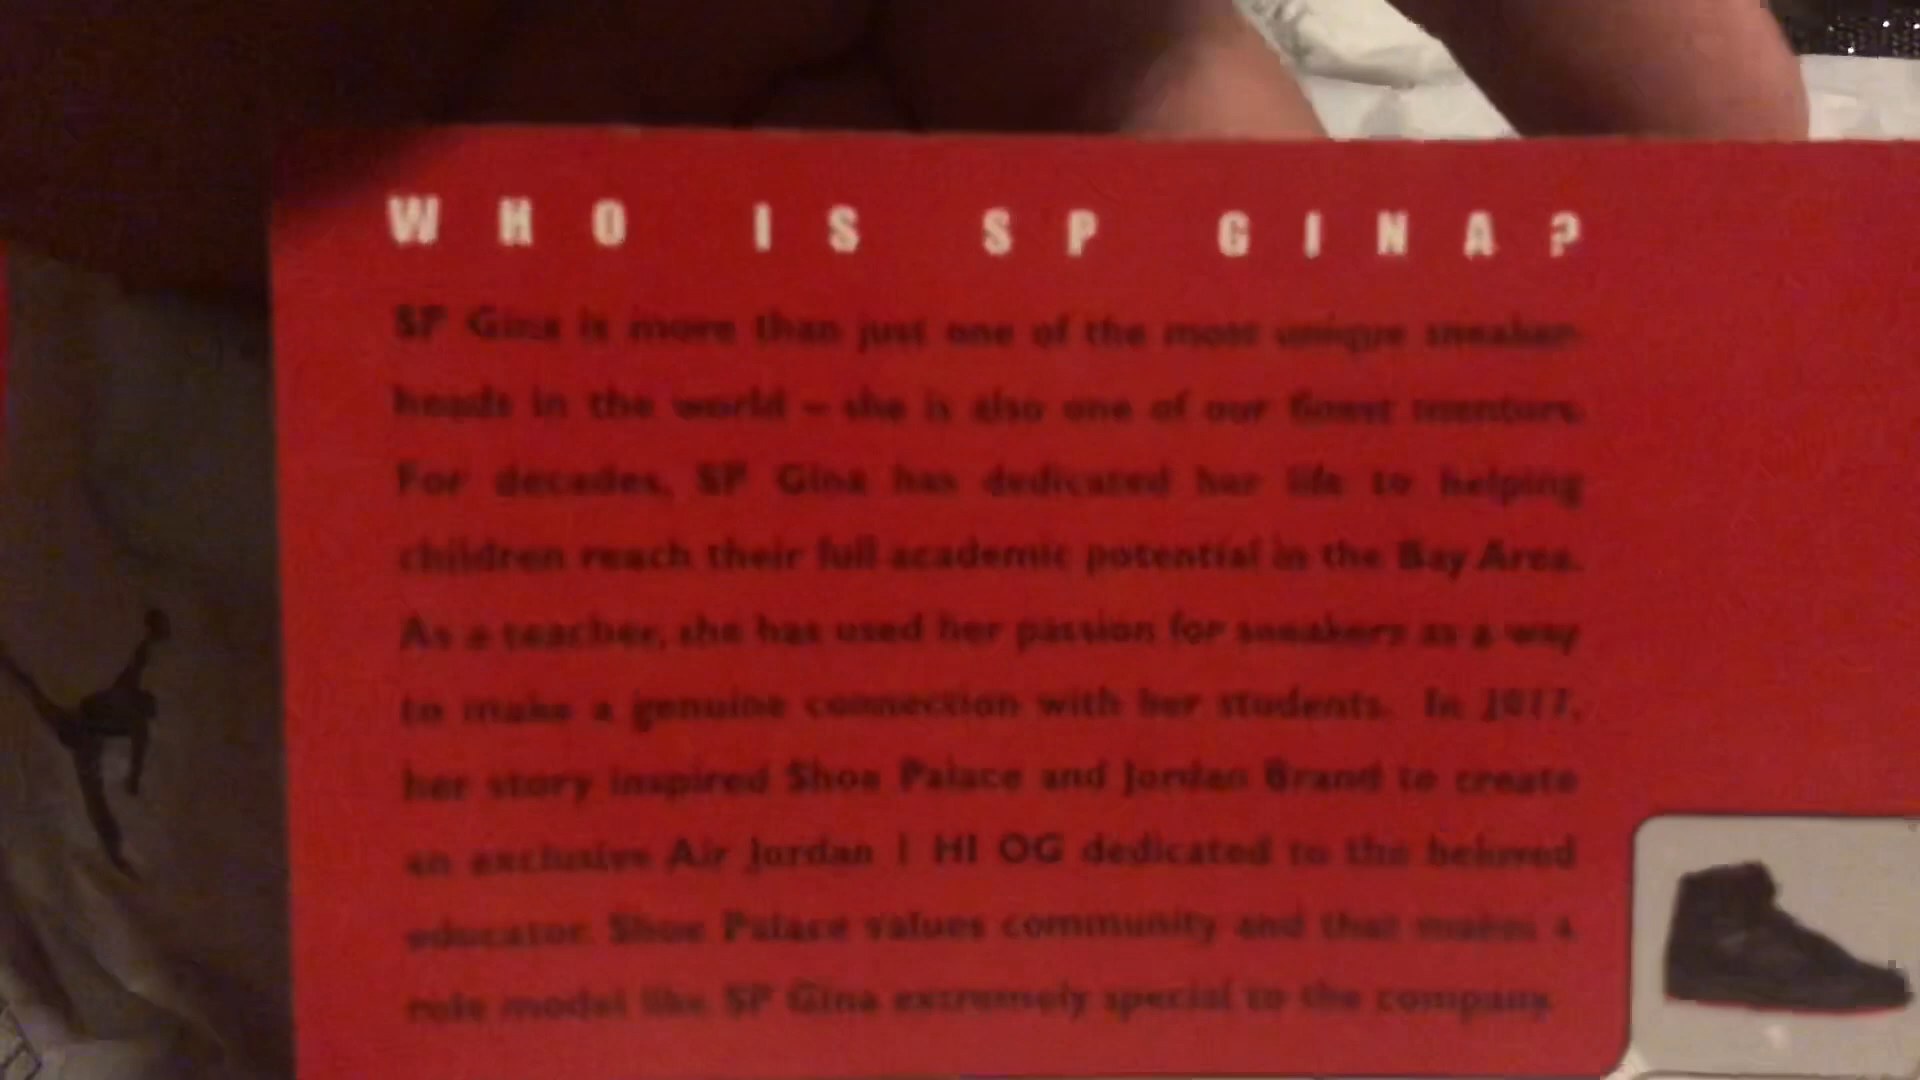 WHO IS SP GINA?
SP Gina is more than just one of the most unique sneaker-
heads in the world – she is also one of our finest mentors.
For decades, SP Gina has dedicated her life to helping
children reach their full academic potential in the Bay Area.
As a teacher, she has used her passion for sneakers as a way
to make a genuine connection with her students. In 2017,
her story inspired Shoe Palace and Jordan Brand to create
an exclusive Air Jordan 1 HI OG dedicated to the beloved
educator. Shoe Palace values community and that makes a
role model like SP Gina extremely special to the company.